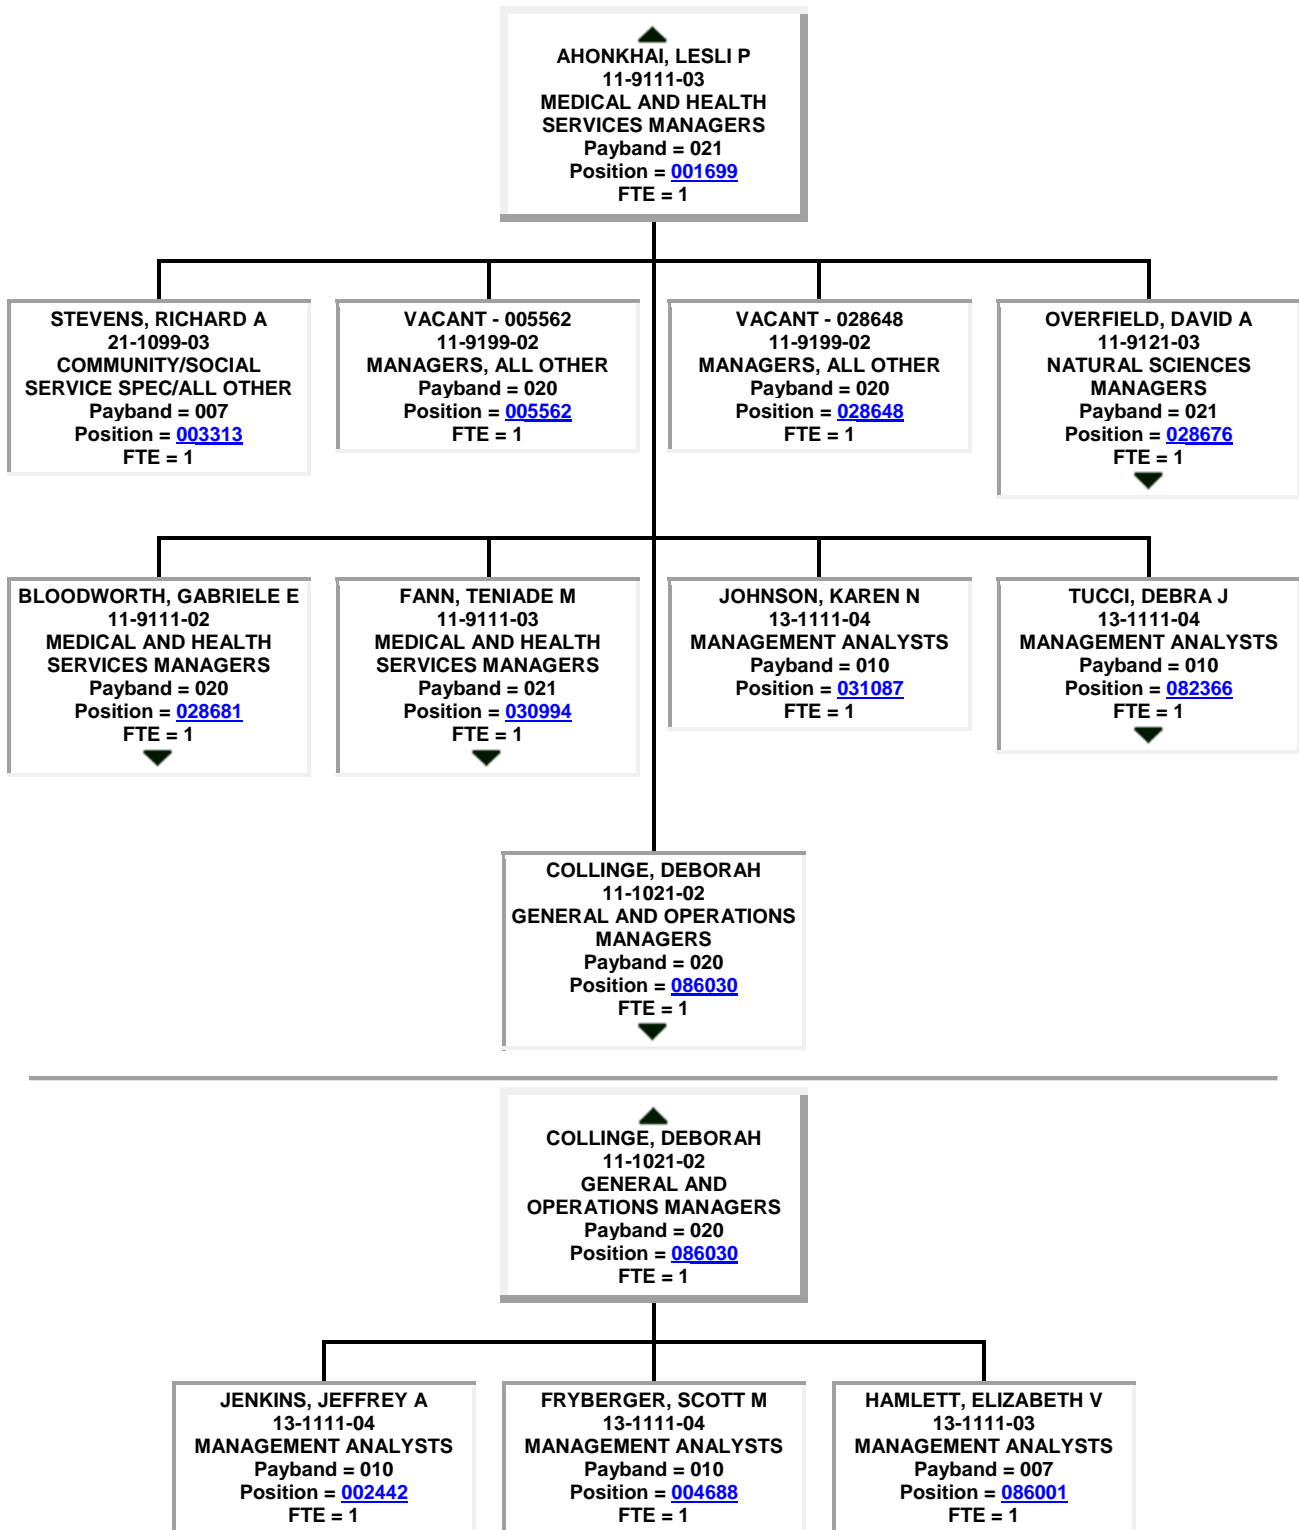 AHONKHAI, LESLI P
11-9111-03
MEDICAL AND HEALTH
SERVICES MANAGERS
Payband = 021
Position = 001699
FTE = 1
STEVENS, RICHARD A
21-1099-03
COMMUNITY/SOCIAL
SERVICE SPEC/ALL OTHER
Payband = 007
Position = 003313
FTE = 1
VACANT - 005562
11-9199-02
MANAGERS, ALL OTHER
Payband = 020
Position = 005562
FTE = 1
VACANT - 028648
11-9199-02
MANAGERS, ALL OTHER
Payband = 020
Position = 028648
FTE = 1
OVERFIELD, DAVID A
11-9121-03
NATURAL SCIENCES
MANAGERS
Payband = 021
Position = 028676
FTE = 1
BLOODWORTH, GABRIELE E
11-9111-02
MEDICAL AND HEALTH
SERVICES MANAGERS
Payband = 020
Position = 028681
FTE = 1
FANN, TENIADE M
11-9111-03
MEDICAL AND HEALTH
SERVICES MANAGERS
Payband = 021
Position = 030994
FTE = 1
JOHNSON, KAREN N
13-1111-04
MANAGEMENT ANALYSTS
Payband = 010
Position = 031087
FTE = 1
TUCCI, DEBRA J
13-1111-04
MANAGEMENT ANALYSTS
Payband = 010
Position = 082366
FTE = 1
COLLINGE, DEBORAH
11-1021-02
GENERAL AND OPERATIONS
MANAGERS
Payband = 020
Position = 086030
FTE = 1
COLLINGE, DEBORAH
11-1021-02
GENERAL AND
OPERATIONS MANAGERS
Payband = 020
Position = 086030
FTE = 1
JENKINS, JEFFREY A
13-1111-04
MANAGEMENT ANALYSTS
Payband = 010
Position = 002442
FTE = 1
FRYBERGER, SCOTT M
13-1111-04
MANAGEMENT ANALYSTS
Payband = 010
Position = 004688
FTE = 1
HAMLETT, ELIZABETH V
13-1111-03
MANAGEMENT ANALYSTS
Payband = 007
Position = 086001
FTE = 1